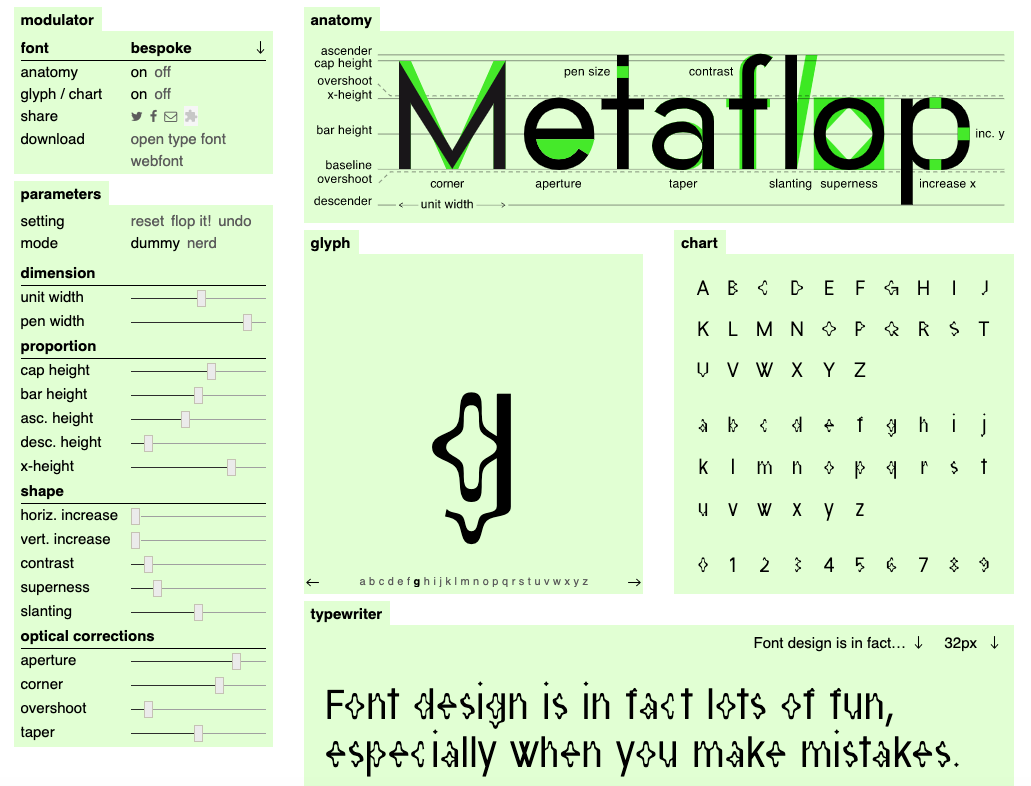 modulator
font bespoke ↓
anatomy on off
glyph / chart on off
share
download open type font
webfont
parameters
setting reset flop it! undo
mode dummy nerd
dimension
unit width
pen width
proportion
cap height
bar height
asc. height
desc. height
x-height
shape
horiz. increase
vert. increase
contrast
superness
slanting
optical corrections
aperture
corner
overshoot
taper
anatomy
ascender
cap height
overshoot
x-height
bar height
baseline
overshoot
descender
pen size
contrast
Metaflop
inc. y
corner
aperture
taper
slanting
superness
increase x
← unit width →
glyph
g
← a b c d e f g h i j k l m n o p q r s t u v w x y z →
chart
A B C D E F G H I J
K L M N O P Q R S T
U V W X Y Z
a b c d e f g h i j
k l m n o p q r s t
u v w x y z
0 1 2 3 4 5 6 7 8 9
typewriter
Font design is in fact... ↓ 32px ↓
Font design is in fact lots of fun,
especially when you make mistakes.